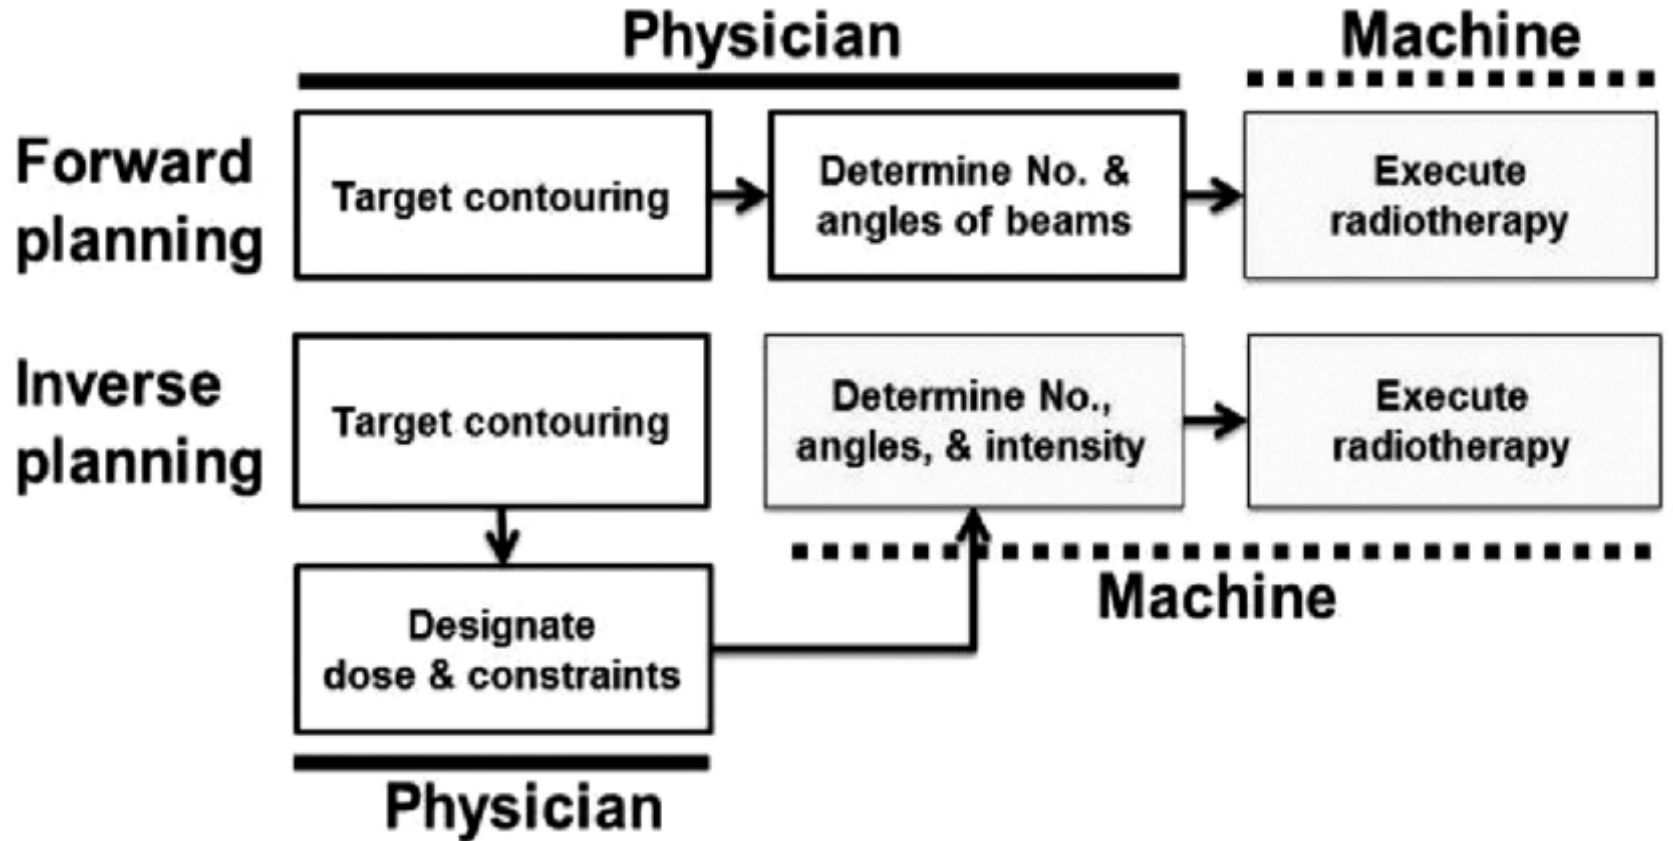 Physician
Machine
Forward
planning
Target contouring
Determine No. &
angles of beams
Execute
radiotherapy
Inverse
planning
Target contouring
Determine No.,
angles, & intensity
Execute
radiotherapy
Machine
Designate
dose & constraints
Physician